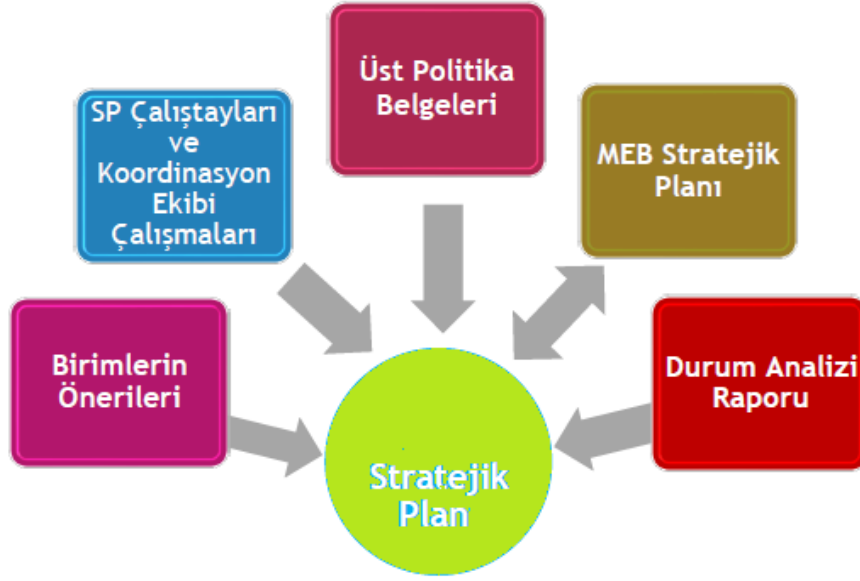 Üst Politika
Belgeleri
SP Çalıştayları
ve
Koordinasyon
Ekibi
Çalışmaları
MEB Stratejik
Planı
Birimlerin
Önerileri
Durum Analizi
Raporu
Stratejik
Plan